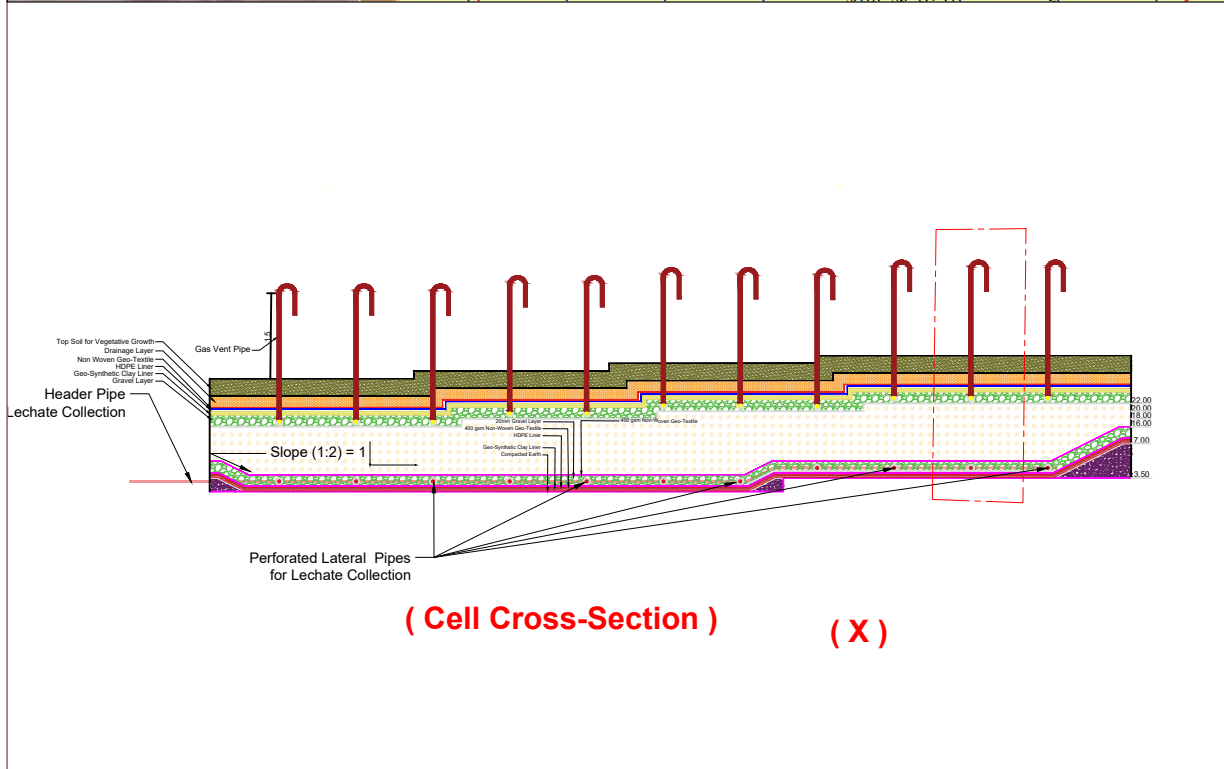 1.5
Top Soil for Vegetative Growth
Drainage Layer
Non Woven Geo-Textile
HDPE Liner
Geo-Synthetic Clay Liner
Gravel Layer
Gas Vent Pipe
Header Pipe
Lechate Collection
22.00
20.00
18.00
16.00
7.00
3.50
20mm Gravel Layer
400 gsm Non-Woven Geo-Textile
400 gsm Non-Woven Geo-Textile
HDPE Liner
Geo-Synthetic Clay Liner
Compacted Earth
Slope (1:2) = 1
Perforated Lateral Pipes
for Lechate Collection
( Cell Cross-Section )
( X )